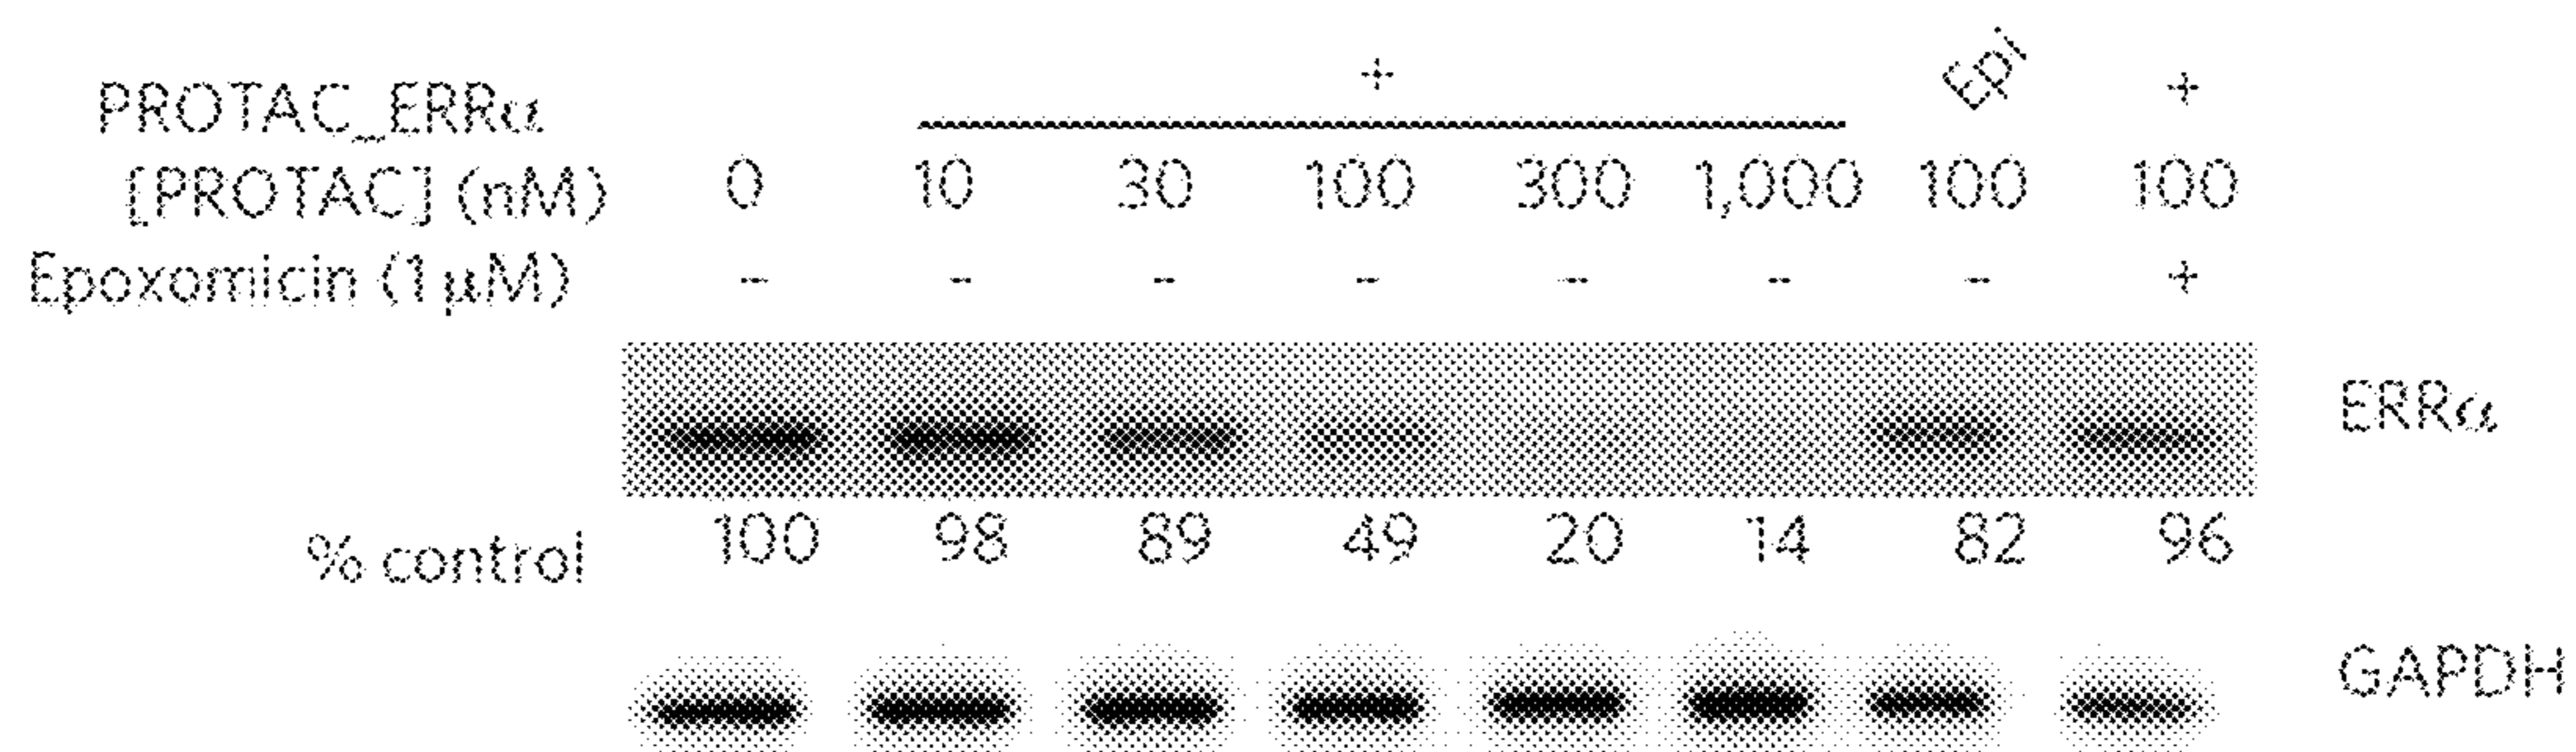 PROTAC_ERRα + Epi +
[PROTAC] (nM) 0 10 30 100 300 1,000 100 100
Epoxomicin (1 μM) - - - - - - - +
ERRα
% control 100 98 89 49 20 14 82 96
GAPDH